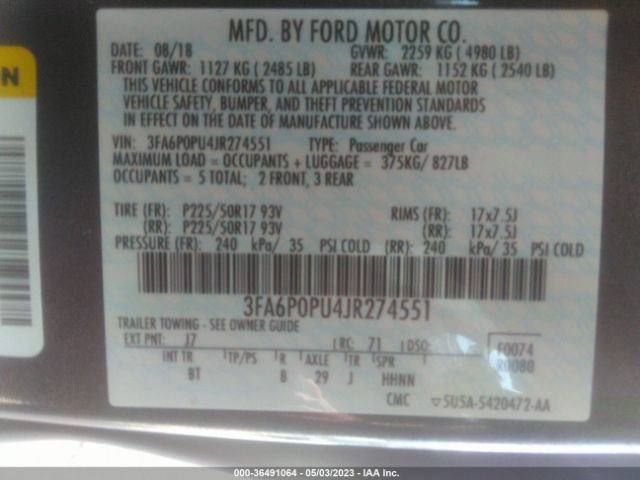 MFD. BY FORD MOTOR CO.
DATE: 08/18 GVWR: 2259 KG ( 4980 LB)
FRONT GAWR: 1127 KG ( 2485 LB) REAR GAWR: 1152 KG ( 2540 LB)
THIS VEHICLE CONFORMS TO ALL APPLICABLE FEDERAL MOTOR
VEHICLE SAFETY, BUMPER, AND THEFT PREVENTION STANDARDS
IN EFFECT ON THE DATE OF MANUFACTURE SHOWN ABOVE.
VIN: 3FA6P0PU4JR274551 TYPE: Passenger Car
MAXIMUM LOAD = OCCUPANTS + LUGGAGE = 375KG/ 827LB
OCCUPANTS = 5 TOTAL; 2 FRONT, 3 REAR
TIRE (FR): P225/50R17 93V RIMS (FR): 17x7.5J
(RR): P225/50R17 93V (RR): 17x7.5J
PRESSURE (FR): 240 kPa/ 35 PSI COLD (RR): 240 kPa/ 35 PSI COLD
3FA6P0PU4JR274551
TRAILER TOWING - SEE OWNER GUIDE
EXT PNT: J7 RC: 71 DSO: F0074
R0080
INT TR TP/PS R AXLE TR SPR
BT B 29 J HHNN
CMC ▽5U5A-5420472-AA
000-36491064 - 05/03/2023 - IAA Inc.